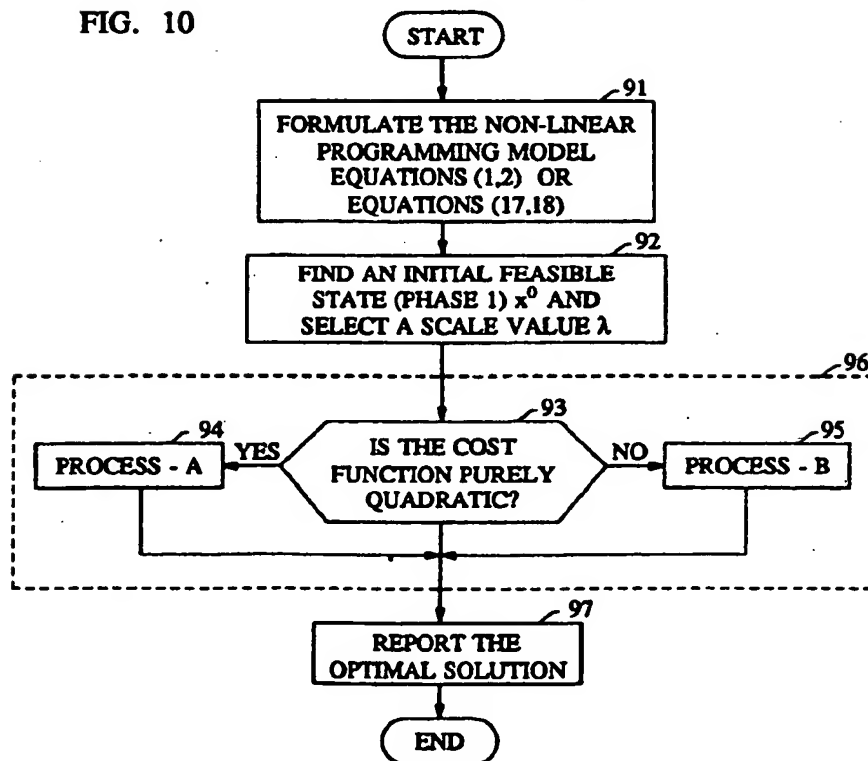 FIG. 10
START
91
FORMULATE THE NON-LINEAR
PROGRAMMING MODEL
EQUATIONS (1,2) OR
EQUATIONS (17,18)
92
FIND AN INITIAL FEASIBLE
STATE (PHASE 1) x⁰ AND
SELECT A SCALE VALUE λ
96
93
94
YES
IS THE COST
FUNCTION PURELY
QUADRATIC?
NO
95
PROCESS - A
PROCESS - B
97
REPORT THE
OPTIMAL SOLUTION
END